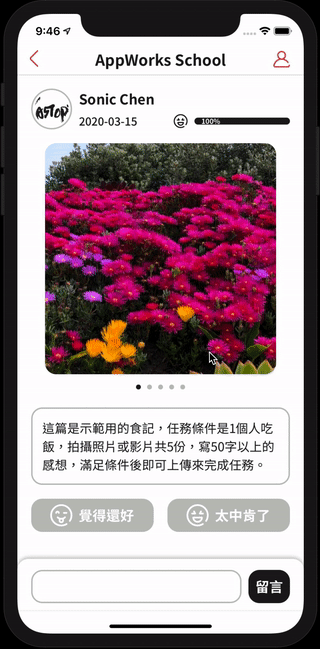 9:46
AppWorks School
ASTOP
Sonic Chen
2020-03-15
100%
這篇是示範用的食記，任務條件是1個人吃
飯，拍攝照片或影片共5份，寫50字以上的
感想，滿足條件後即可上傳來完成任務。
覺得還好
太中肯了
留言